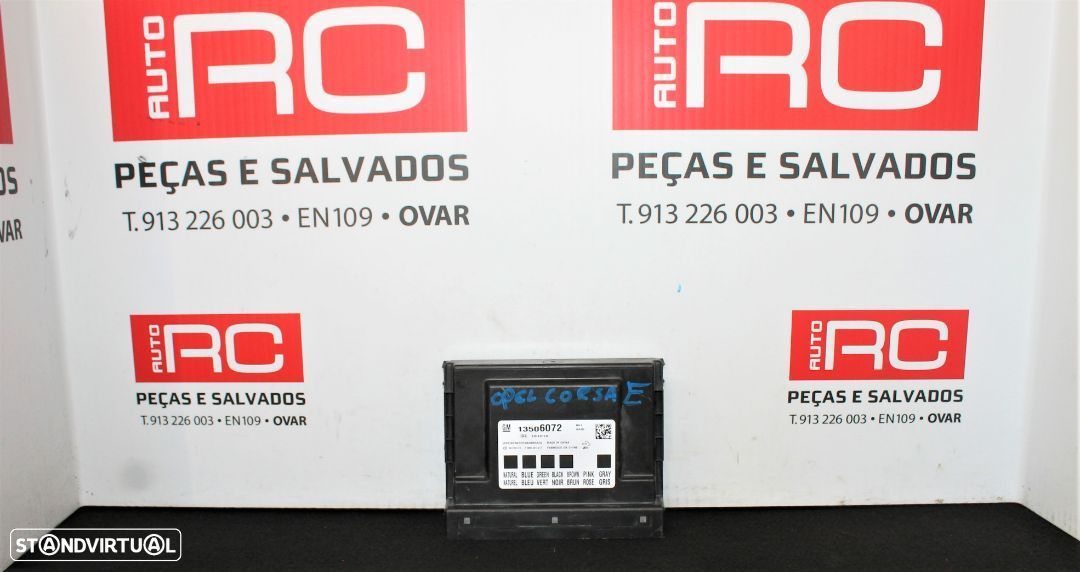 AUTO RC
PEÇAS E SALVADOS
T. 913 226 003 • EN109 • OVAR
AUTO RC
PEÇAS E SALVADOS
T. 913 226 003 • EN109 • OVAR
OS
VAR
AUTO RC
PEÇAS E SALVADOS
T. 913 226 003 • EN109 • OVAR
AUTO RC
PEÇAS E SALVADOS
T. 913 226 003 • EN109 • OVAR
OPEL CORSA E
GM 13506072
NATURAL BLUE GREEN BLACK BROWN PINK GRAY
NATUREL BLEU VERT NOIR BRUN ROSE GRIS
STANDVIRTUAL